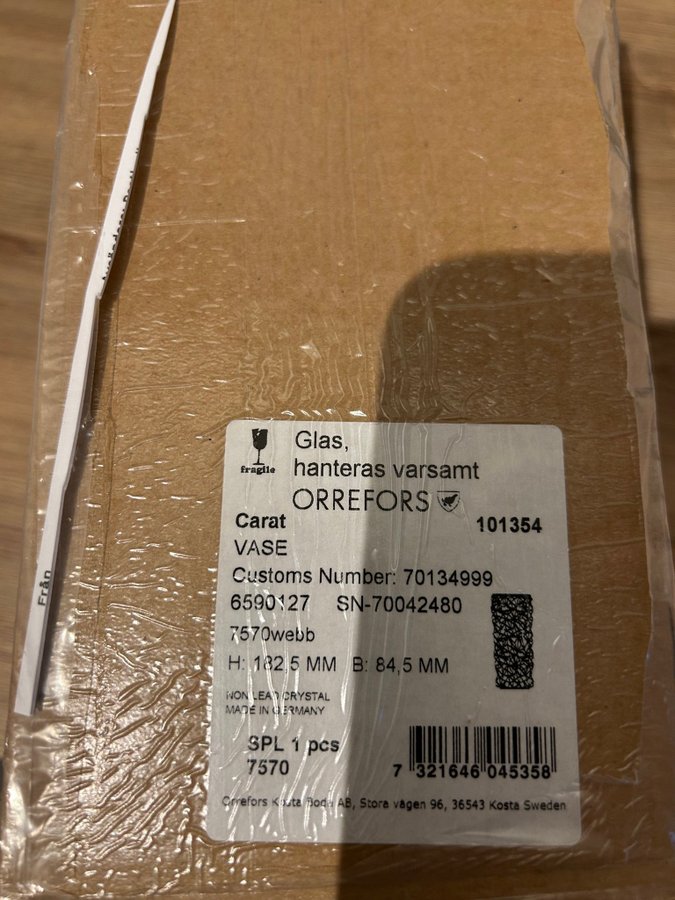 Från
fragile
Glas,
hanteras varsamt
ORREFORS
Carat
101354
VASE
Customs Number: 70134999
6590127 SN-70042480
7570webb
H: 182,5 MM B: 84,5 MM
NON LEAD CRYSTAL
MADE IN GERMANY
SPL 1 pcs
7570
7 321646 045358
Orrefors Kosta Boda AB, Stora vägen 96, 36543 Kosta Sweden